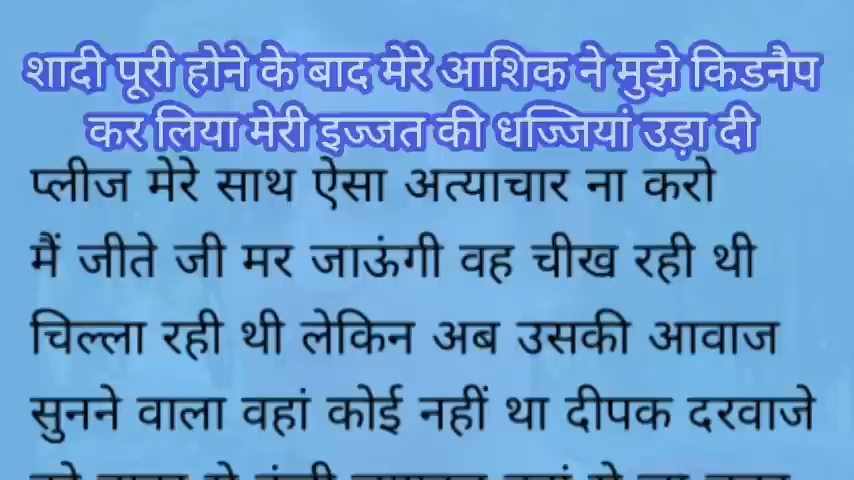 शादी पूरी होने के बाद मेरे आशिक ने मुझे किडनैप
कर लिया मेरी इज्जत की धज्जियां उड़ा दी
प्लीज मेरे साथ ऐसा अत्याचार ना करो
मैं जीते जी मर जाऊंगी वह चीख रही थी
चिल्ला रही थी लेकिन अब उसकी आवाज
सुनने वाला वहां कोई नहीं था दीपक दरवाजे